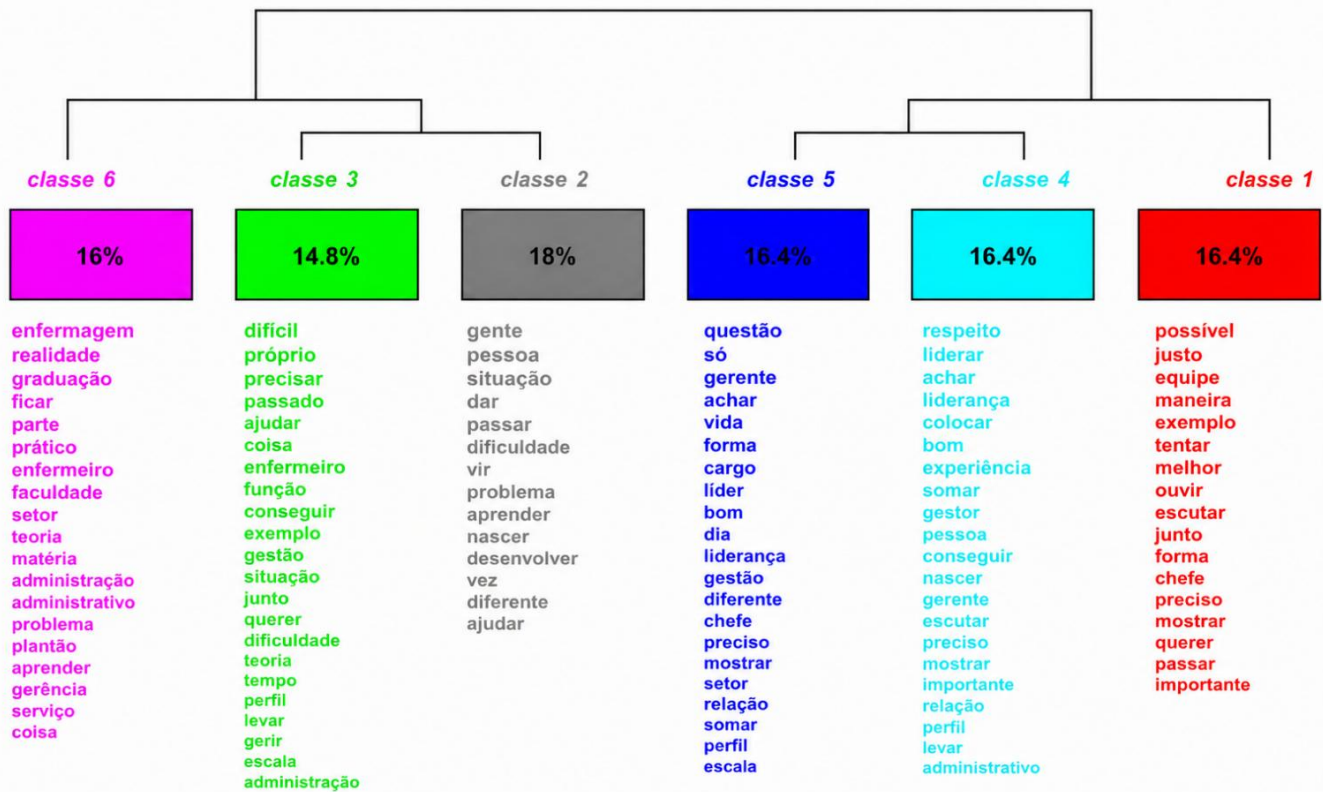 classe 6
classe 3
classe 2
classe 5
classe 4
classe 1
16%
14.8%
18%
16.4%
16.4%
16.4%
enfermagem
realidade
graduação
ficar
parte
prático
enfermeiro
faculdade
setor
teoria
matéria
administração
administrativo
problema
plantão
aprender
gerência
serviço
coisa
difícil
próprio
precisar
passado
ajudar
coisa
enfermeiro
função
conseguir
exemplo
gestão
situação
junto
querer
dificuldade
teoria
tempo
perfil
levar
gerir
escala
administração
gente
pessoa
situação
dar
passar
dificuldade
vir
problema
aprender
nascer
desenvolver
vez
diferente
ajudar
questão
só
gerente
achar
vida
forma
cargo
líder
bom
dia
liderança
gestão
diferente
chefe
preciso
mostrar
setor
relação
somar
perfil
escala
respeito
liderar
achar
liderança
colocar
bom
experiência
somar
gestor
pessoa
conseguir
nascer
gerente
escutar
preciso
mostrar
importante
relação
perfil
levar
administrativo
possível
justo
equipe
maneira
exemplo
tentar
melhor
ouvir
escutar
junto
forma
chefe
preciso
mostrar
querer
passar
importante